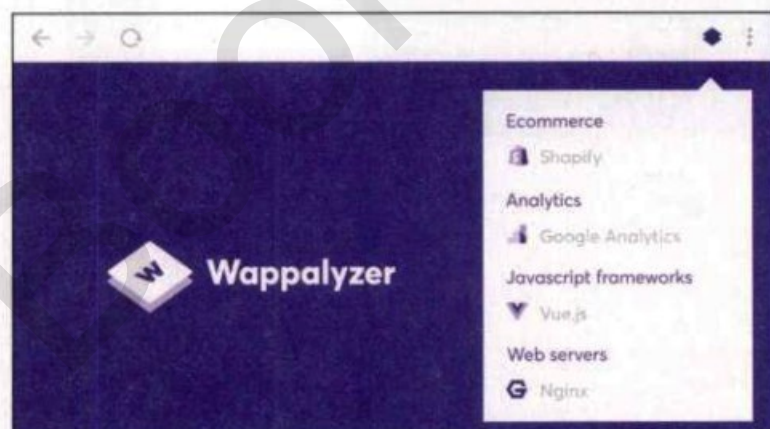 W
Wappalyzer
Ecommerce
Shopify
Analytics
Google Analytics
Javascript frameworks
Vue.js
Web servers
Nginx